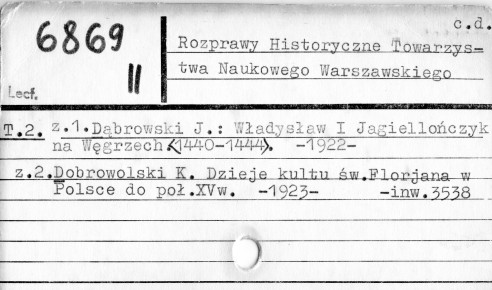 c.d.
6869
II
Lecf.
Rozprawy Historyczne Towarzys=
twa Naukowego Warszawskiego
T.2. z.1.Dąbrowski J.: Władysław I Jagiellończyk
na Węgrzech <1440-1444>. -1922-
z.2.Dobrowolski K. Dzieje kultu św.Florjana w
Polsce do poł.XVw. -1923- -inw.3538